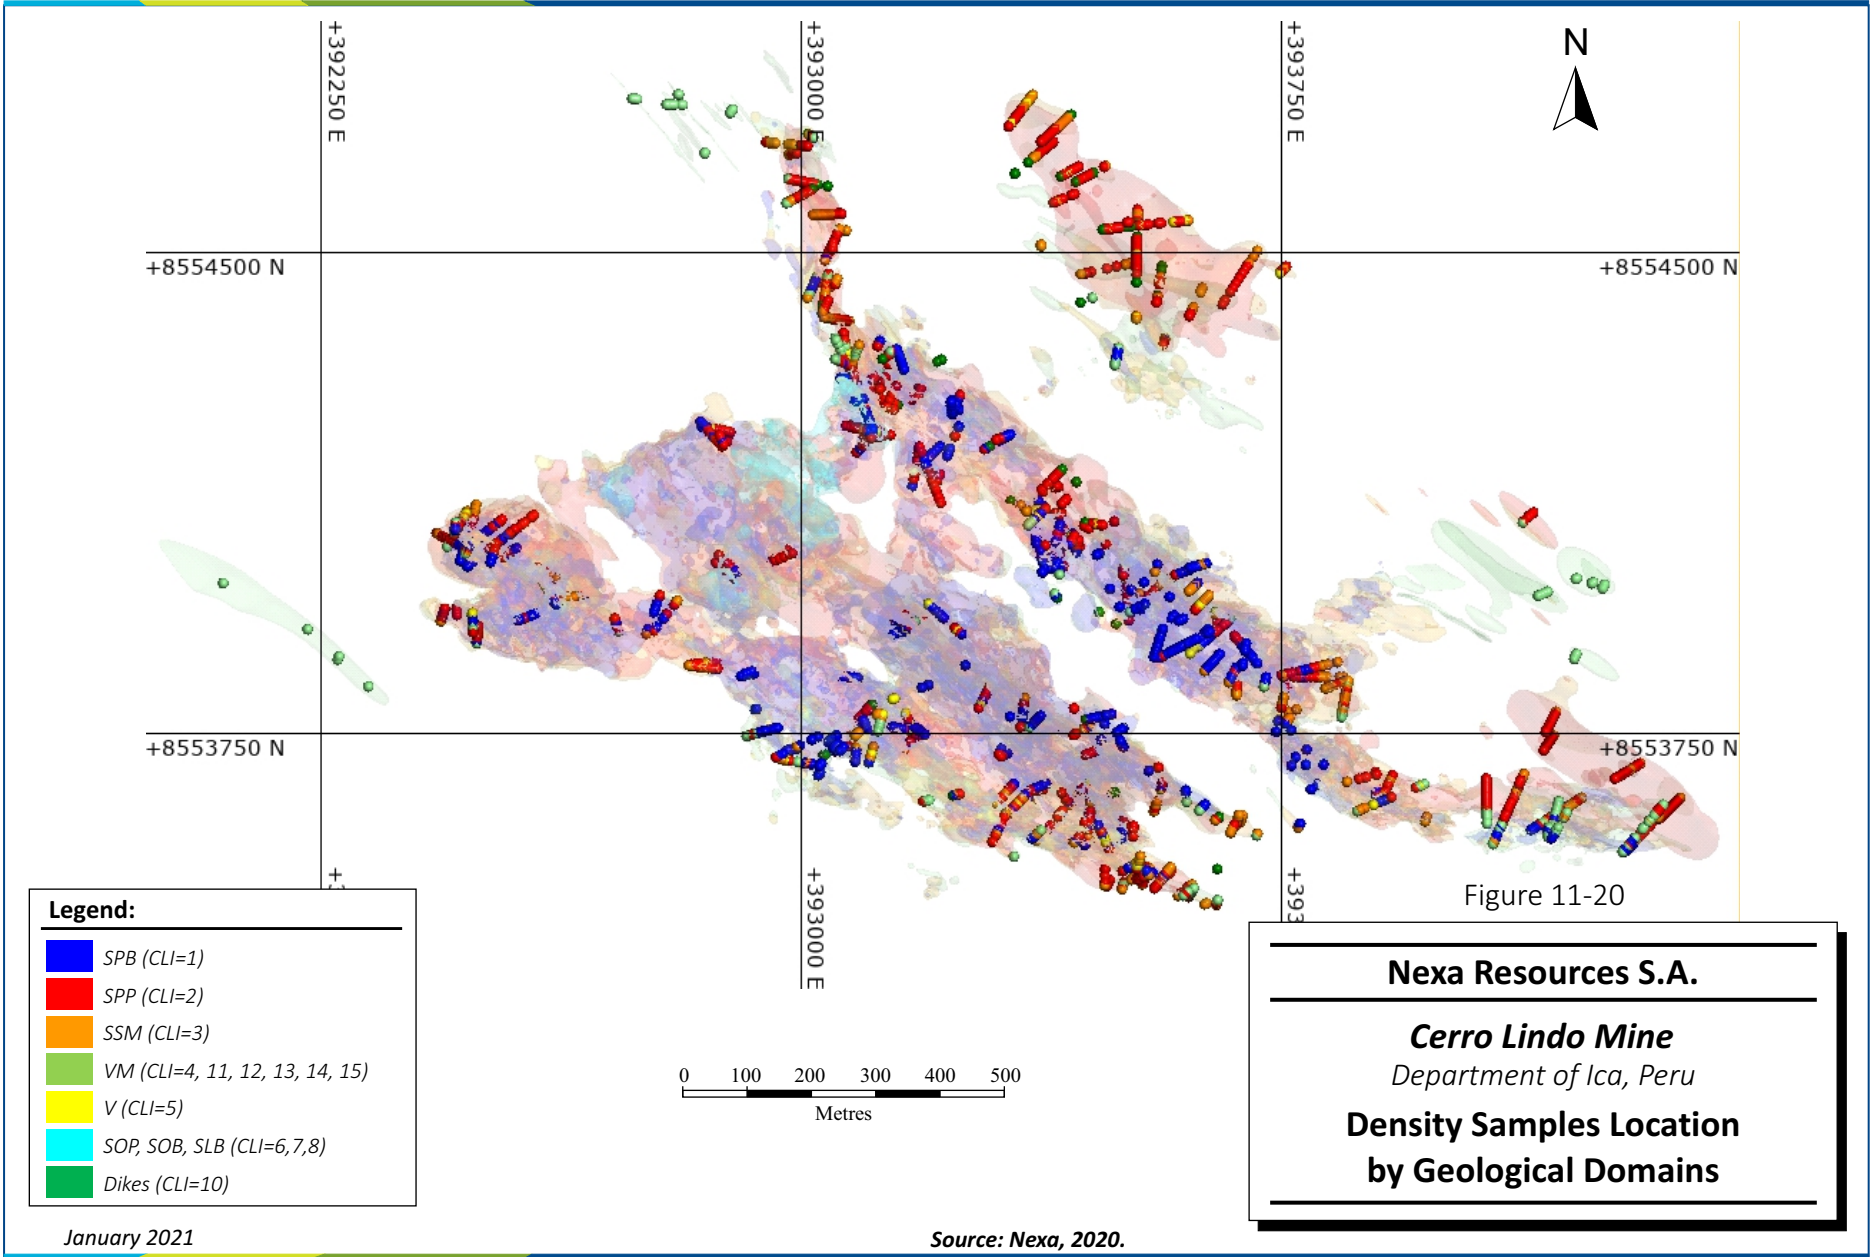 +392250 E
+393000 E
+393750 E
N
+8554500 N
+8554500 N
+8553750 N
+8553750 N
+3
+393000 E
+393
Figure 11-20
Legend:
SPB (CLI=1)
SPP (CLI=2)
SSM (CLI=3)
VM (CLI=4, 11, 12, 13, 14, 15)
V (CLI=5)
SOP, SOB, SLB (CLI=6,7,8)
Dikes (CLI=10)
0 100 200 300 400 500
Metres
Nexa Resources S.A.
Cerro Lindo Mine
Department of Ica, Peru
Density Samples Location
by Geological Domains
January 2021
Source: Nexa, 2020.